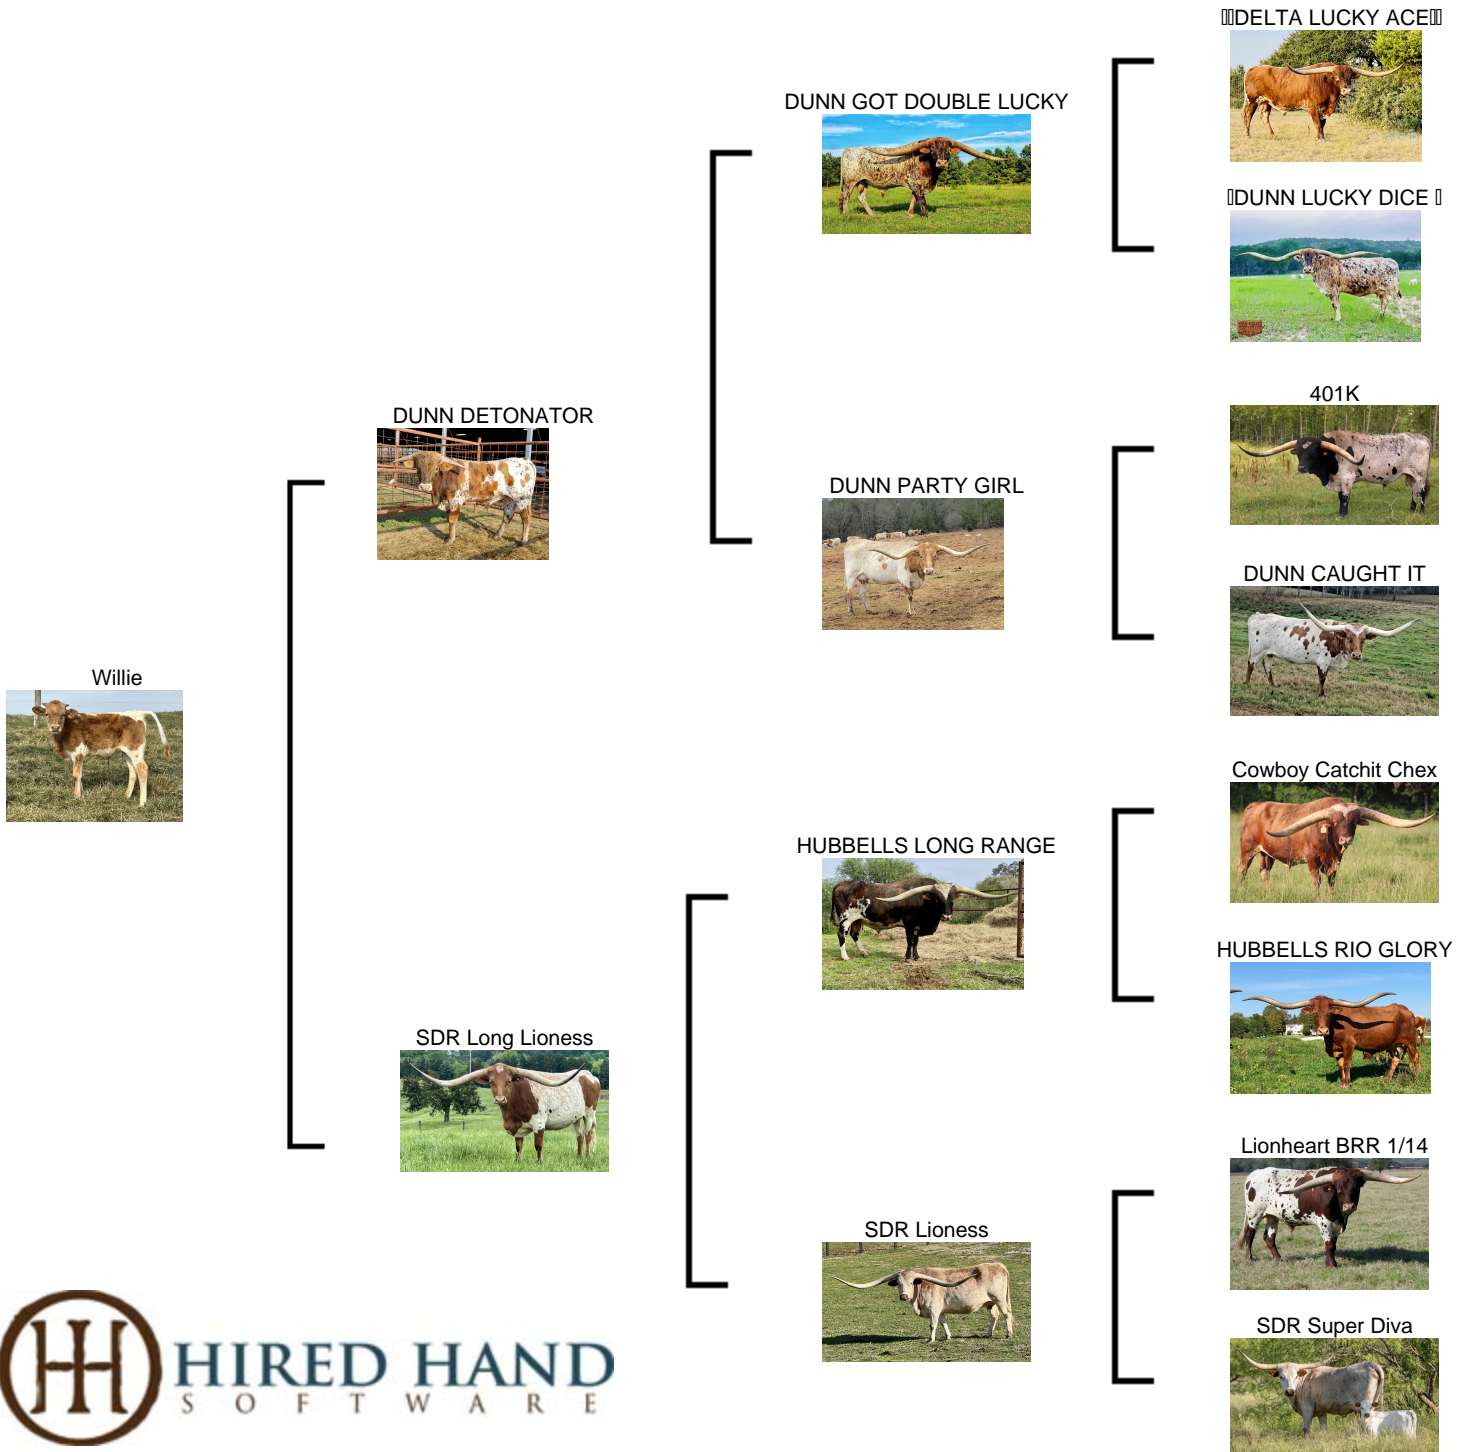 DELTA LUCKY ACE
DUNN GOT DOUBLE LUCKY
DUNN LUCKY DICE
401K
DUNN DETONATOR
DUNN PARTY GIRL
DUNN CAUGHT IT
Willie
Cowboy Catchit Chex
HUBBELLS LONG RANGE
HUBBELLS RIO GLORY
SDR Long Lioness
Lionheart BRR 1/14
SDR Lioness
SDR Super Diva
HIRED HAND
SOFTWARE